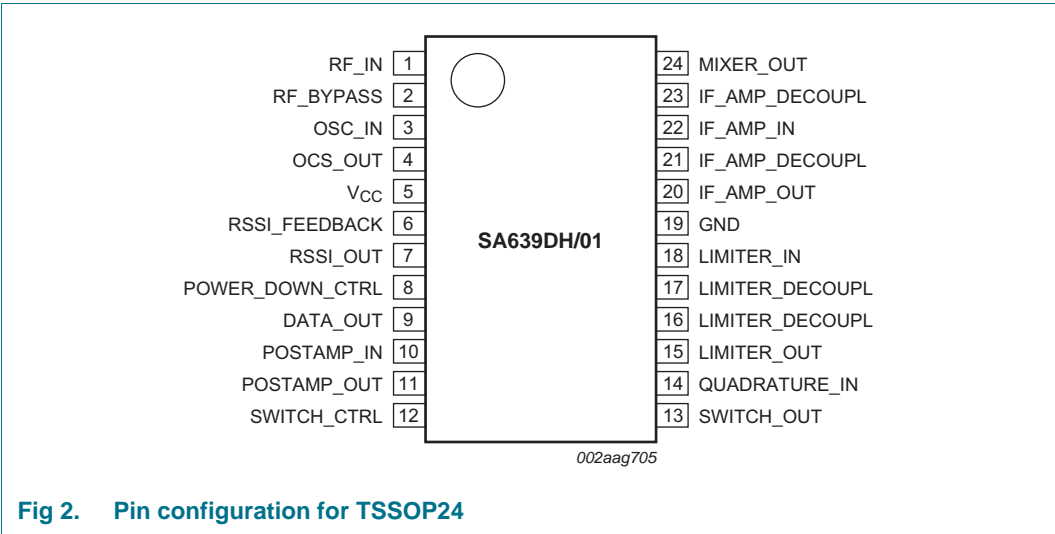 RF_IN 1
RF_BYPASS 2
OSC_IN 3
OCS_OUT 4
VCC 5
RSSI_FEEDBACK 6
RSSI_OUT 7
POWER_DOWN_CTRL 8
DATA_OUT 9
POSTAMP_IN 10
POSTAMP_OUT 11
SWITCH_CTRL 12
SA639DH/01
24 MIXER_OUT
23 IF_AMP_DECOUPL
22 IF_AMP_IN
21 IF_AMP_DECOUPL
20 IF_AMP_OUT
19 GND
18 LIMITER_IN
17 LIMITER_DECOUPL
16 LIMITER_DECOUPL
15 LIMITER_OUT
14 QUADRATURE_IN
13 SWITCH_OUT
002aag705
Fig 2. Pin configuration for TSSOP24